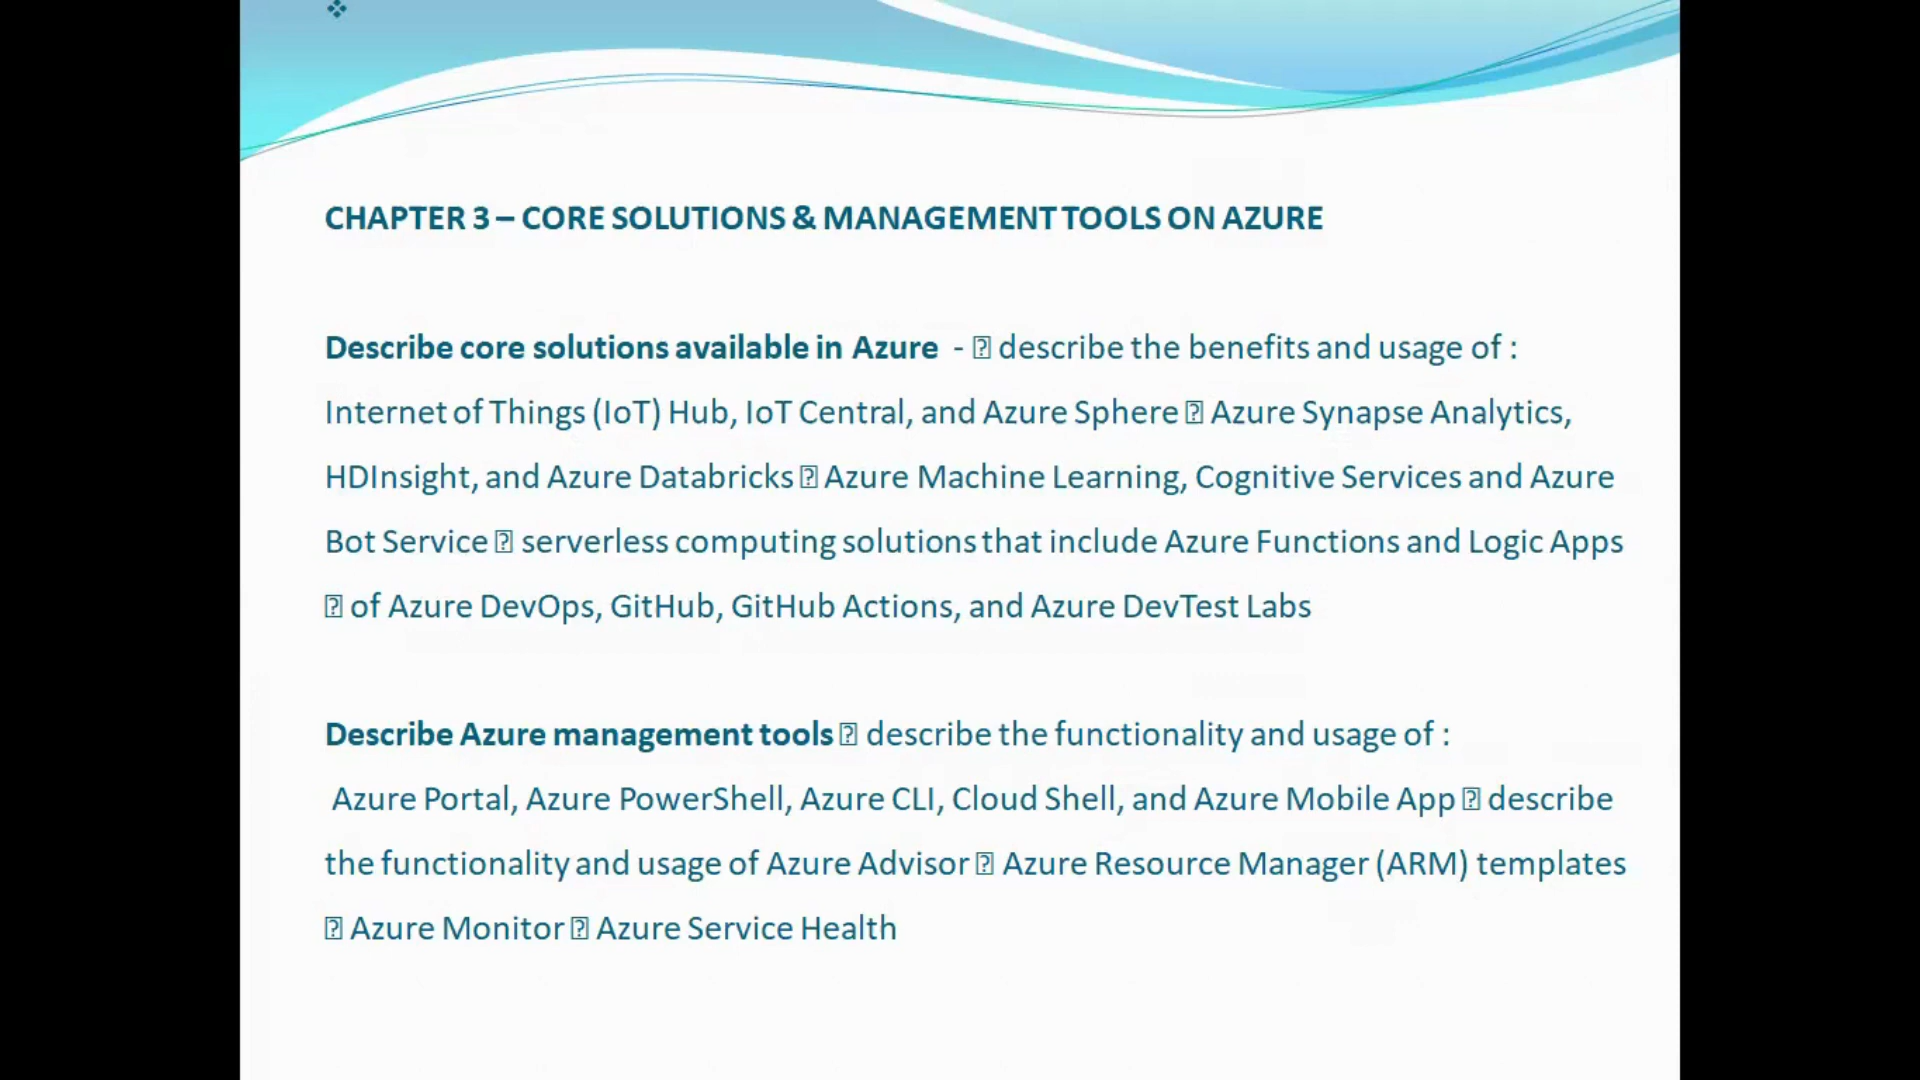 CHAPTER 3 – CORE SOLUTIONS & MANAGEMENT TOOLS ON AZURE
Describe core solutions available in Azure - ⍰ describe the benefits and usage of :
Internet of Things (IoT) Hub, IoT Central, and Azure Sphere ⍰ Azure Synapse Analytics,
HDInsight, and Azure Databricks ⍰ Azure Machine Learning, Cognitive Services and Azure
Bot Service ⍰ serverless computing solutions that include Azure Functions and Logic Apps
⍰ of Azure DevOps, GitHub, GitHub Actions, and Azure DevTest Labs
Describe Azure management tools ⍰ describe the functionality and usage of :
Azure Portal, Azure PowerShell, Azure CLI, Cloud Shell, and Azure Mobile App ⍰ describe
the functionality and usage of Azure Advisor ⍰ Azure Resource Manager (ARM) templates
⍰ Azure Monitor ⍰ Azure Service Health